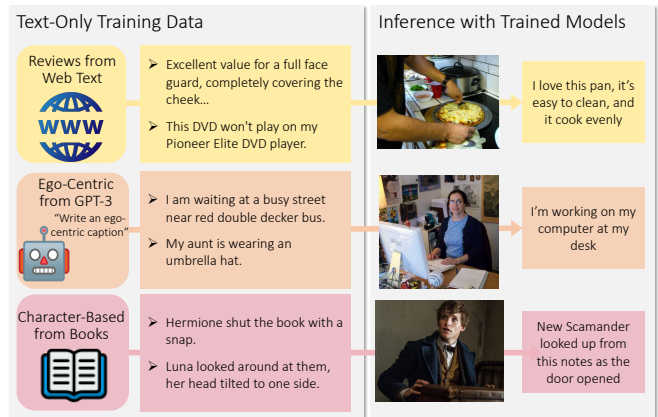 Text-Only Training Data
Inference with Trained Models
Reviews from
Web Text
WWW
➢ Excellent value for a full face
guard, completely covering the
cheek…
➢ This DVD won't play on my
Pioneer Elite DVD player.
I love this pan, it's
easy to clean, and
it cook evenly
Ego-Centric
from GPT-3
"Write an ego-
centric caption"
➢ I am waiting at a busy street
near red double decker bus.
➢ My aunt is wearing an
umbrella hat.
I'm working on my
computer at my
desk
Character-Based
from Books
➢ Hermione shut the book with a
snap.
➢ Luna looked around at them,
her head tilted to one side.
New Scamander
looked up from
this notes as the
door opened